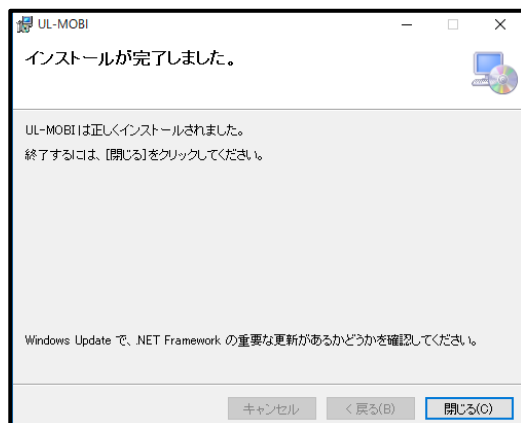 UL-MOBI
インストールが完了しました。
UL-MOBIは正しくインストールされました。
終了するには、[閉じる]をクリックしてください。
Windows Update で、.NET Framework の重要な更新があるかどうかを確認してください。
キャンセル
< 戻る(B)
閉じる(C)